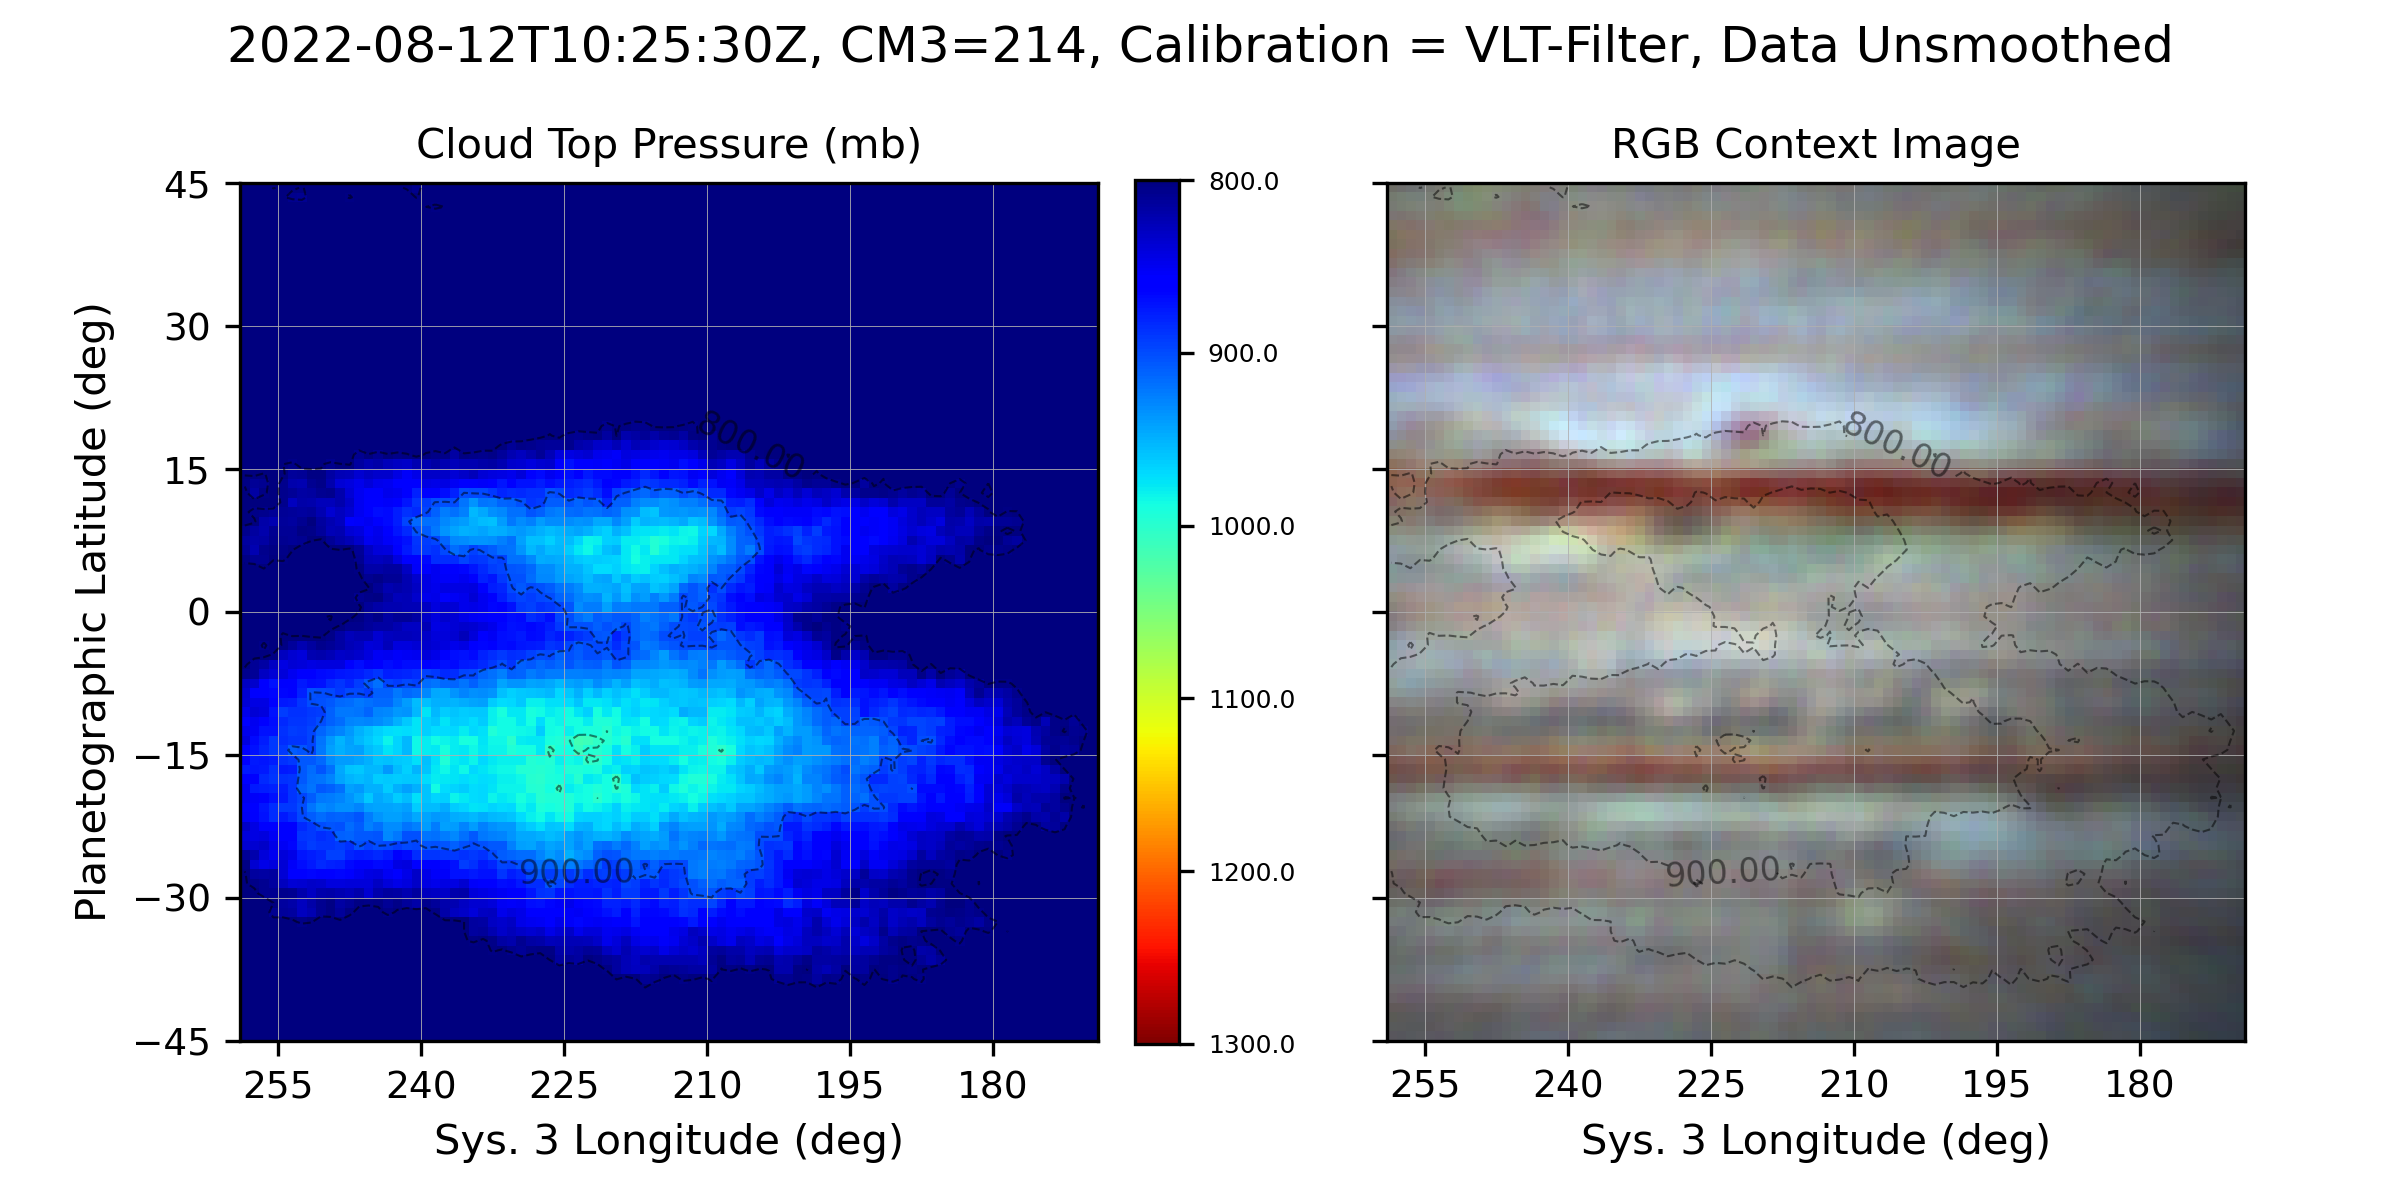 2022-08-12T10:25:30Z, CM3=214, Calibration = VLT-Filter, Data Unsmoothed
Cloud Top Pressure (mb)
RGB Context Image
Planetographic Latitude (deg)
45
30
15
0
−15
−30
−45
800.00
900.00
800.0
900.0
1000.0
1100.0
1200.0
1300.0
800.00
900.00
255 240 225 210 195 180
255 240 225 210 195 180
Sys. 3 Longitude (deg)
Sys. 3 Longitude (deg)